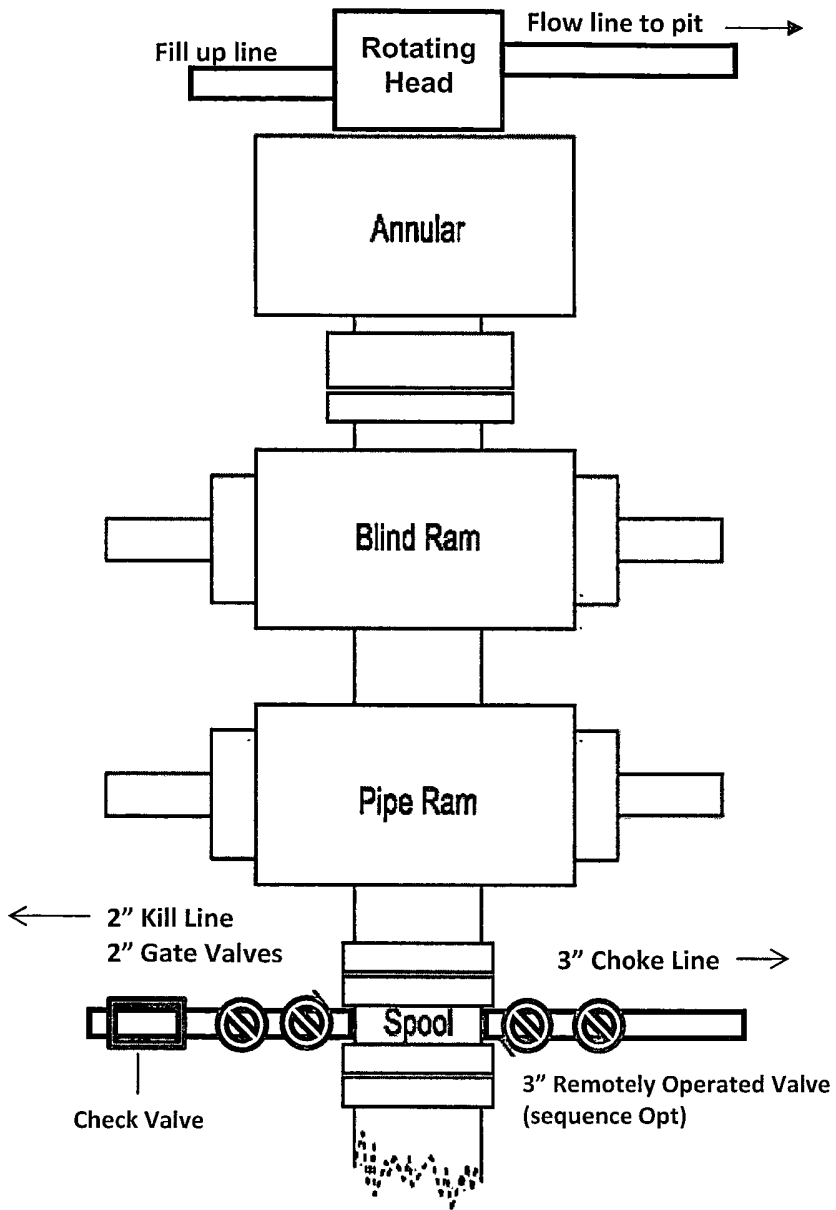 Flow line to pit
Fill up line
Rotating
Head
Annular
Blind Ram
Pipe Ram
2” Kill Line
2” Gate Valves
3” Choke Line
Spool
3” Remotely Operated Valve
(sequence Opt)
Check Valve